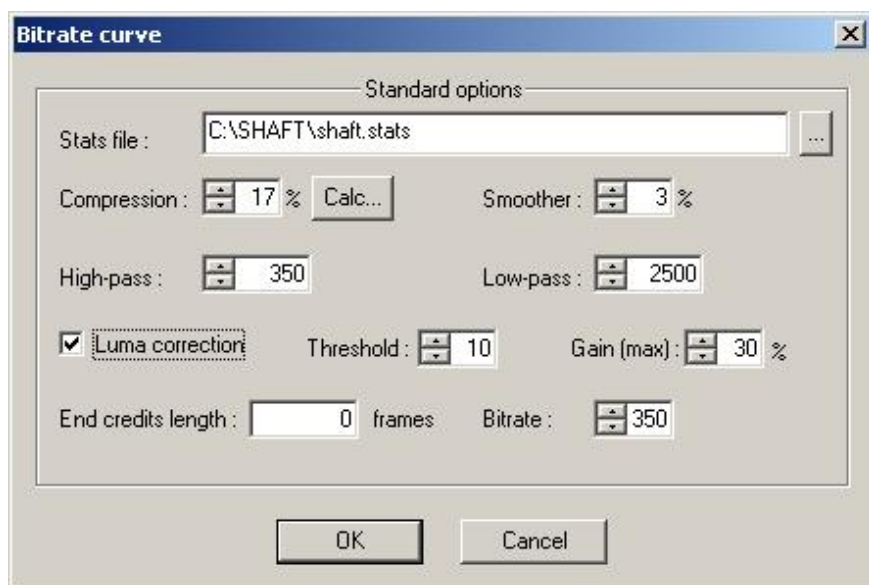 Bitrate curve
Standard options
Stats file : C:\SHAFT\shaft.stats ...
Compression : 17 % Calc... Smoother : 3 %
High-pass : 350 Low-pass : 2500
Luma correction Threshold : 10 Gain (max) : 30 %
End credits length : 0 frames Bitrate : 350
OK Cancel